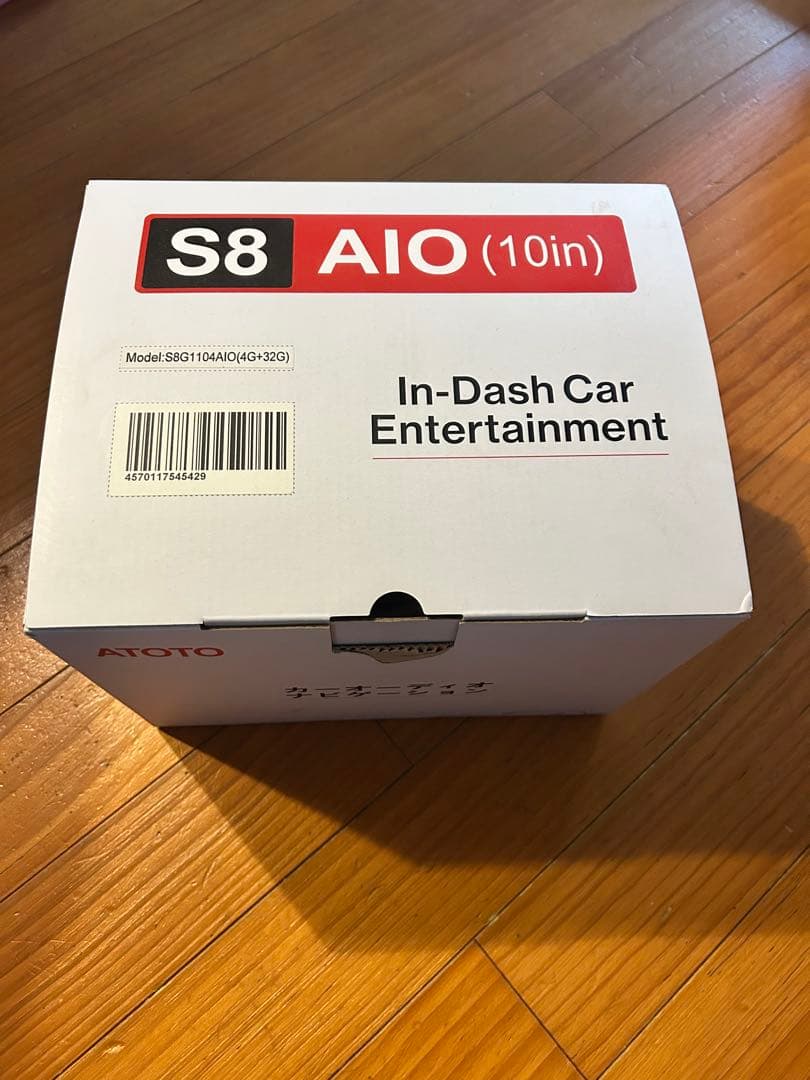 S8 AIO (10in)
Model:S8G1104AIO(4G+32G)
4570117545429
In-Dash Car
Entertainment
ATOTO
カーオーディオ
ナビゲーション